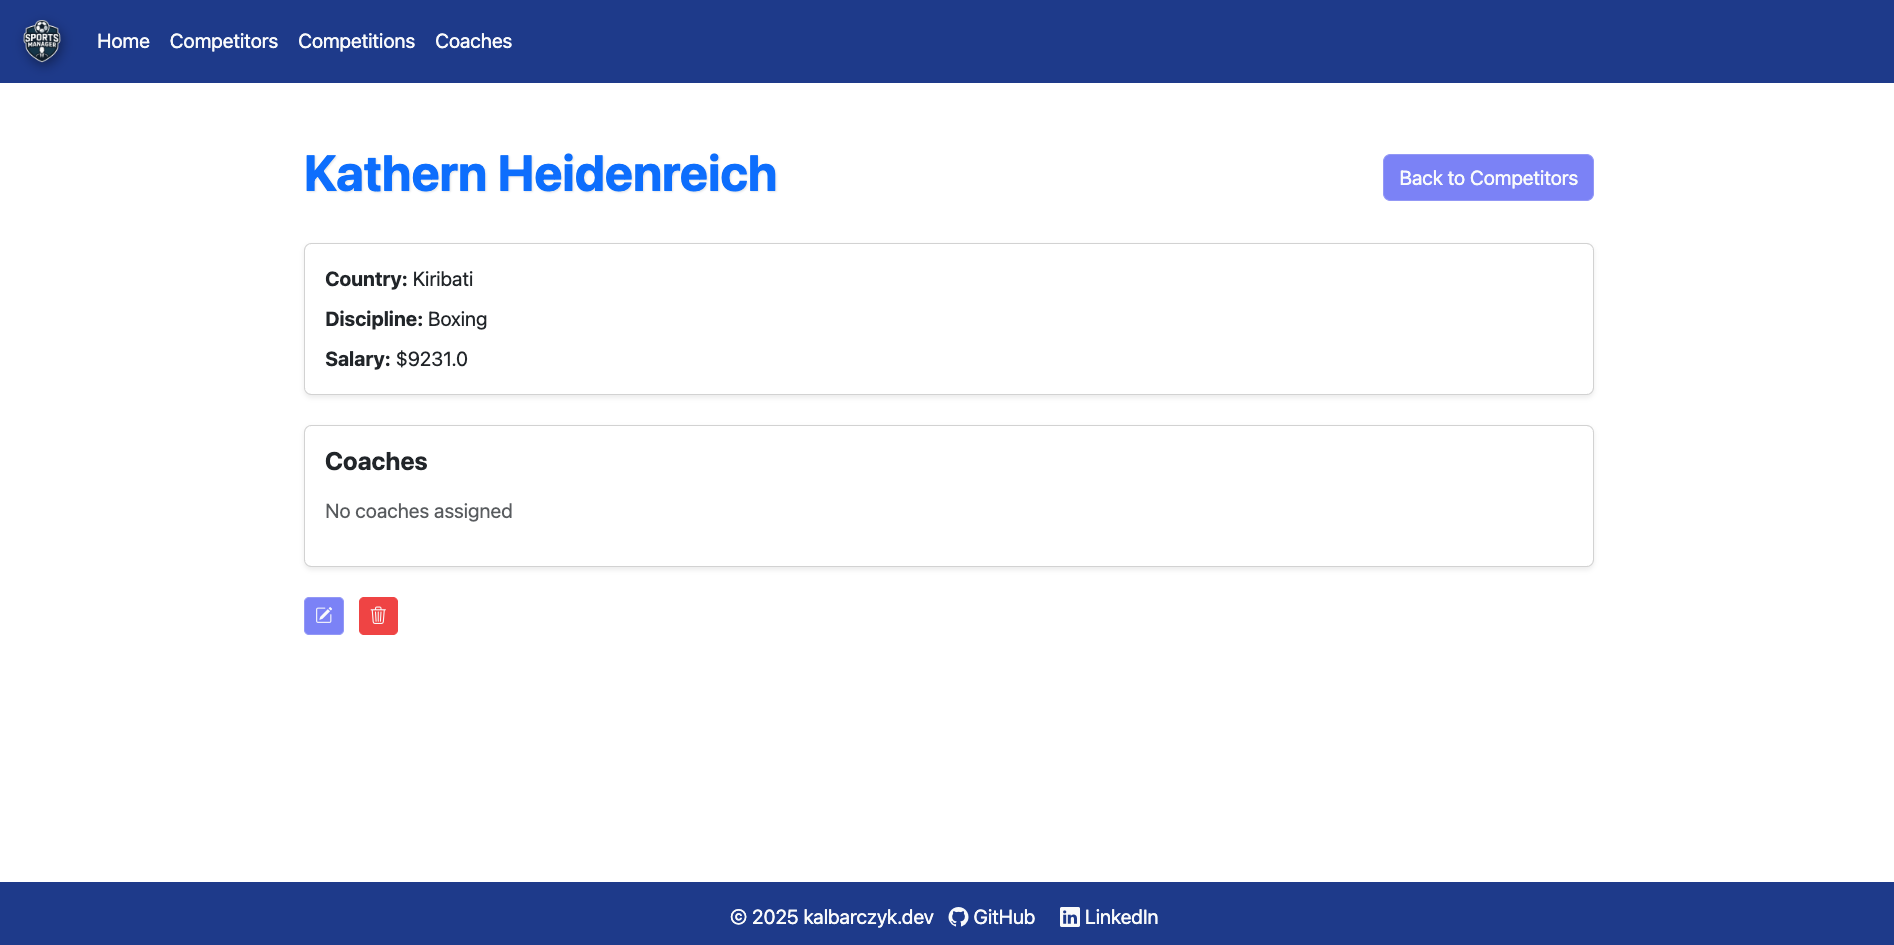 SPORTS
MANAGER
Home Competitors Competitions Coaches
Kathern Heidenreich
Back to Competitors
Country: Kiribati
Discipline: Boxing
Salary: $9231.0
Coaches
No coaches assigned
© 2025 kalbarczyk.dev GitHub LinkedIn